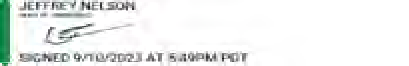 JEFFREY NELSON
SIGNED 9/10/2023 AT 5:49PM PDT